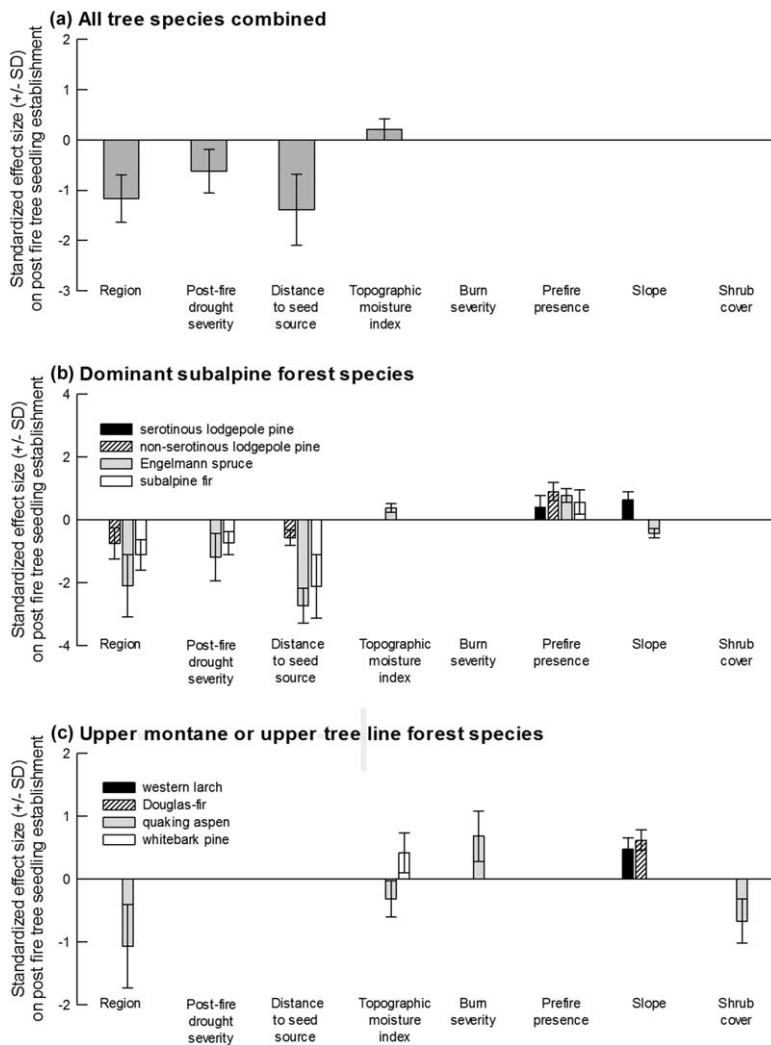 (a) All tree species combined
Standardized effect size (+/- SD)
on post fire tree seedling establishment
2
1
0
-1
-2
-3
Region
Post-fire
drought
severity
Distance
to seed
source
Topographic
moisture
index
Burn
severity
Prefire
presence
Slope
Shrub
cover
(b) Dominant subalpine forest species
Standardized effect size (+/- SD)
on post fire tree seedling establishment
4
2
0
-2
-4
serotinous lodgepole pine
non-serotinous lodgepole pine
Engelmann spruce
subalpine fir
Region
Post-fire
drought
severity
Distance
to seed
source
Topographic
moisture
index
Burn
severity
Prefire
presence
Slope
Shrub
cover
(c) Upper montane or upper tree line forest species
Standardized effect size (+/- SD)
on post fire tree seedling establishment
2
1
0
-1
-2
western larch
Douglas-fir
quaking aspen
whitebark pine
Region
Post-fire
drought
severity
Distance
to seed
source
Topographic
moisture
index
Burn
severity
Prefire
presence
Slope
Shrub
cover